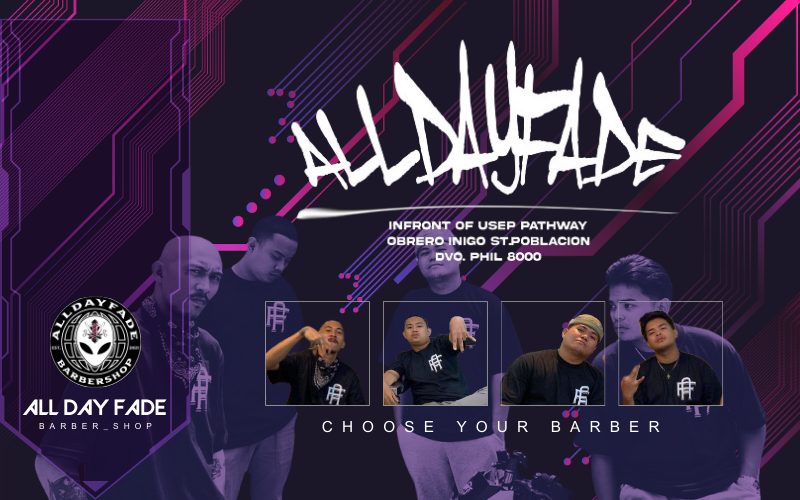 ALLDAYFADE
INFRONT OF USEP PATHWAY
OBRERO INIGO ST.POBLACION
DVO. PHIL 8000
ALLDAYFADE
BARBERSHOP
ALL DAY FADE
BARBER_SHOP
CHOOSE YOUR BARBER